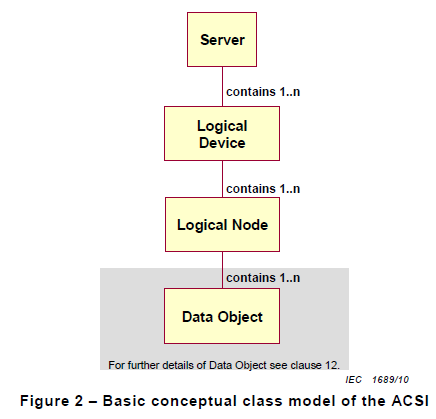 Server
contains 1..n
Logical
Device
contains 1..n
Logical Node
contains 1..n
Data Object
For further details of Data Object see clause 12.
IEC 1689/10
Figure 2 – Basic conceptual class model of the ACSI